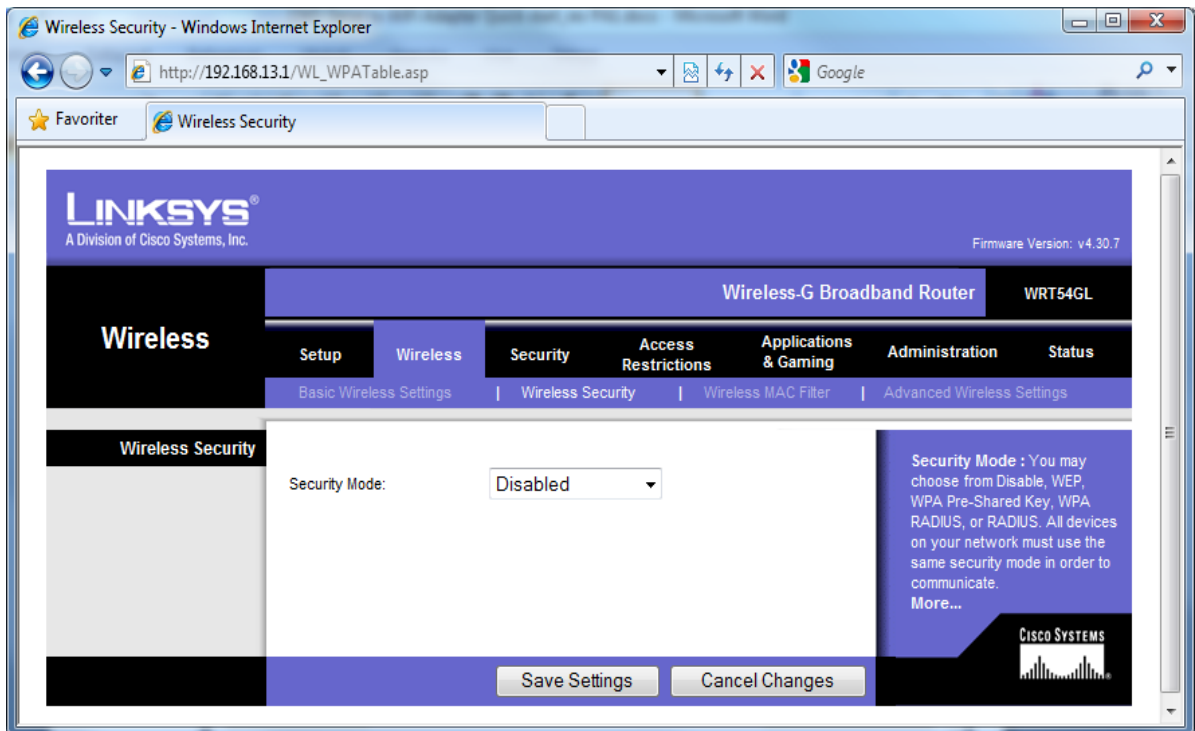 Wireless Security - Windows Internet Explorer
http://192.168.13.1/WL_WPATable.asp
Google
Favoriter
Wireless Security
LINKSYS®
A Division of Cisco Systems, Inc.
Firmware Version: v4.30.7
Wireless-G Broadband Router WRT54GL
Wireless
Setup Wireless Security Access Restrictions Applications & Gaming Administration Status
Basic Wireless Settings | Wireless Security | Wireless MAC Filter | Advanced Wireless Settings
Wireless Security
Security Mode: Disabled
Security Mode : You may
choose from Disable, WEP,
WPA Pre-Shared Key, WPA
RADIUS, or RADIUS. All devices
on your network must use the
same security mode in order to
communicate.
More...
CISCO SYSTEMS
Save Settings Cancel Changes